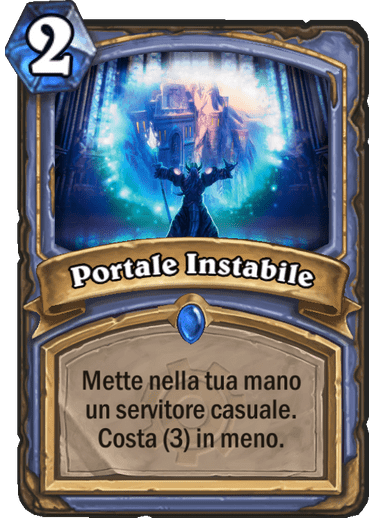 2
Portale Instabile
Mette nella tua mano
un servitore casuale.
Costa (3) in meno.